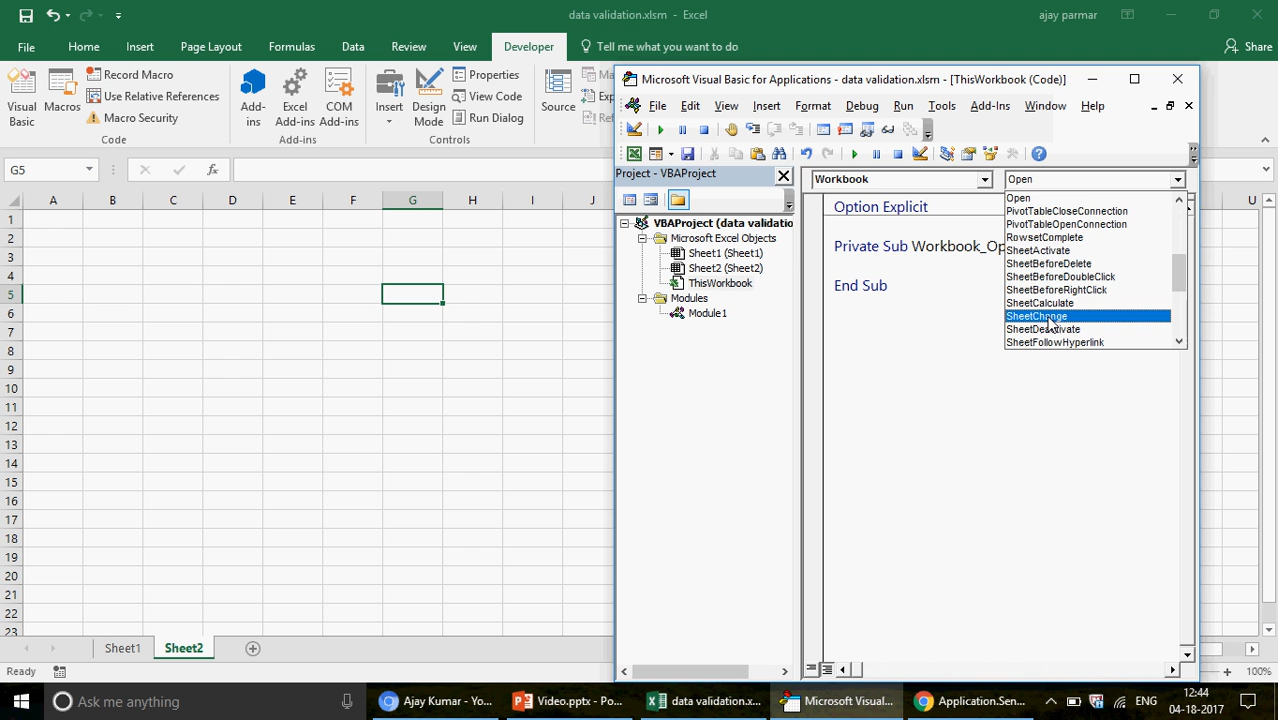 data validation.xlsm - Excel
ajay parmar
File Home Insert Page Layout Formulas Data Review View Developer Tell me what you want to do Share
Visual Basic
Macros
Record Macro
Use Relative References
Macro Security
Code
Add-ins
Excel Add-ins
COM Add-ins
Add-ins
Insert
Design Mode
Properties
View Code
Run Dialog
Controls
Source
Ma
Exp
Ref
G5
fx
A B C D E F G H I J U
1
2
3
4
5
6
7
8
9
10
11
12
13
14
15
16
17
18
19
20
21
22
23
Microsoft Visual Basic for Applications - data validation.xlsm - [ThisWorkbook (Code)]
File Edit View Insert Format Debug Run Tools Add-Ins Window Help
Project - VBAProject
VBAProject (data validatio
Microsoft Excel Objects
Sheet1 (Sheet1)
Sheet2 (Sheet2)
ThisWorkbook
Modules
Module1
Workbook
Open
Option Explicit
Private Sub Workbook_Op
End Sub
Open
PivotTableCloseConnection
PivotTableOpenConnection
RowsetComplete
SheetActivate
SheetBeforeDelete
SheetBeforeDoubleClick
SheetBeforeRightClick
SheetCalculate
SheetChange
SheetDeactivate
SheetFollowHyperlink
Sheet1 Sheet2
Ready
100%
Ask me anything
Ajay Kumar - Yo...
Video.pptx - Po...
data validation.x...
Microsoft Visual...
Application.Sen...
ENG
12:44
04-18-2017